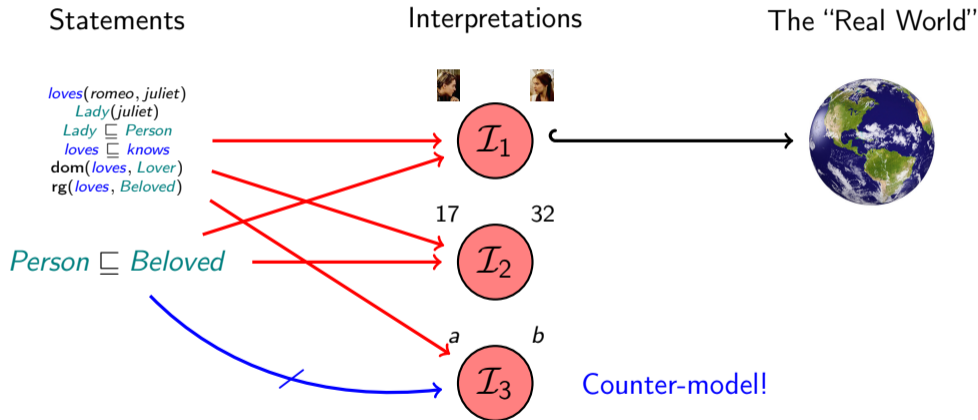 Statements
Interpretations
The “Real World”
loves(romeo, juliet)
Lady(juliet)
Lady ⊑ Person
loves ⊑ knows
dom(loves, Lover)
rg(loves, Beloved)
Person ⊑ Beloved
ℐ₁
17 32
ℐ₂
a b
ℐ₃
Counter-model!